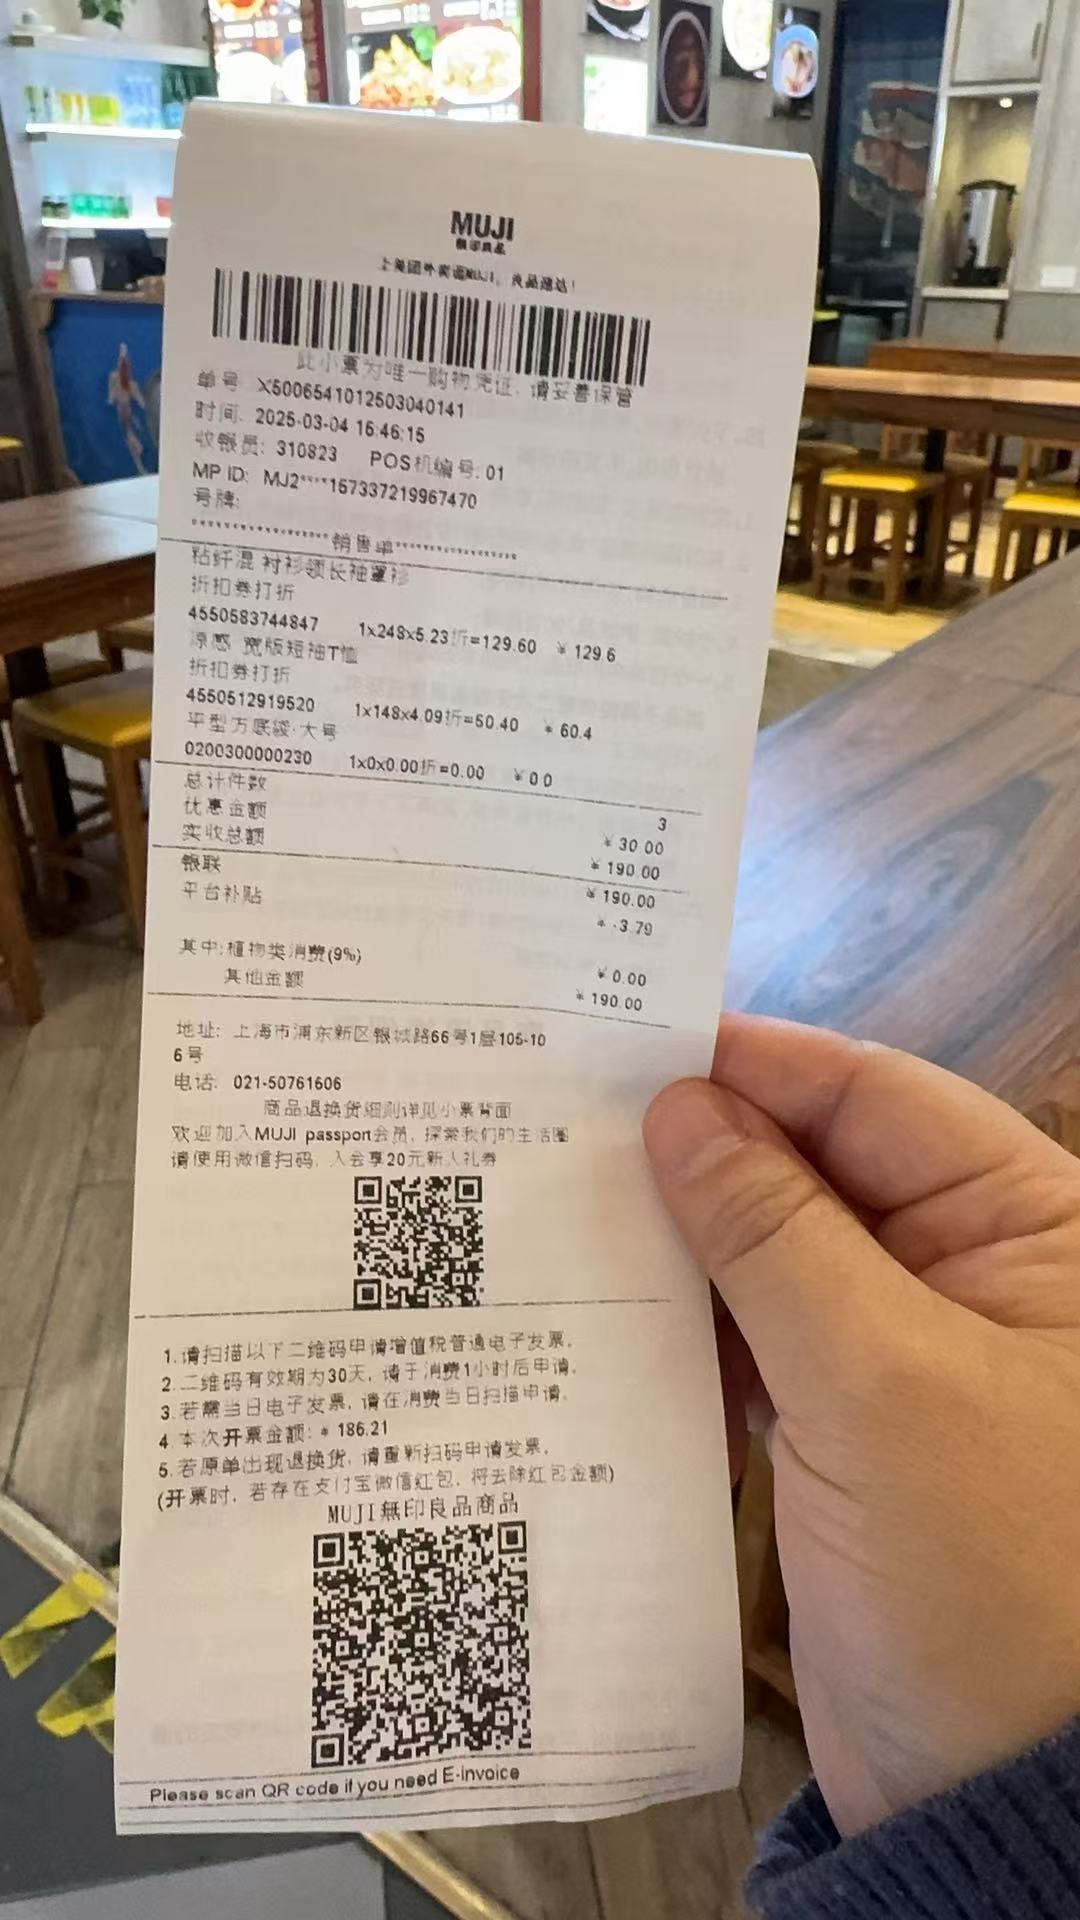 MUJI
無印良品
上美团外卖逛MUJI, 良品速达!
此小票为唯一购物凭证, 请妥善保管
单号 X5006541012503040141
时间: 2025-03-04 16:46:15
收银员: 310823 POS机编号: 01
MP ID: MJ2****157337219967470
号牌:
销售单
粘纤混 衬衫领长袖罩衫
折扣券打折
4550583744847 1x248x5.23折=129.60 ¥ 129.6
凉感 宽版短袖T恤
折扣券打折
4550512919520 1x148x4.09折=60.40 ¥ 60.4
平型方底袋·大号
0200300000230 1x0x0.00折=0.00 ¥ 0.0
总计件数 3
优惠金额 ¥ 30.00
实收总额 ¥ 190.00
银联 ¥ 190.00
平台补贴 ¥ -3.79
其中:植物类消费(9%) ¥ 0.00
其他金额 ¥ 190.00
地址: 上海市浦东新区银城路66号1层105-10
6号
电话: 021-50761606
商品退换货细则详见小票背面
欢迎加入MUJI passport会员, 探索我们的生活圈
请使用微信扫码, 入会享20元新人礼券
1.请扫描以下二维码申请增值税普通电子发票。
2.二维码有效期为30天, 请于消费1小时后申请。
3.若需当日电子发票, 请在消费当日扫描申请。
4.本次开票金额: ¥ 186.21
5.若原单出现退换货, 请重新扫码申请发票。
(开票时, 若存在支付宝微信红包, 将去除红包金额)
MUJI無印良品商品
Please scan QR code if you need E-invoice